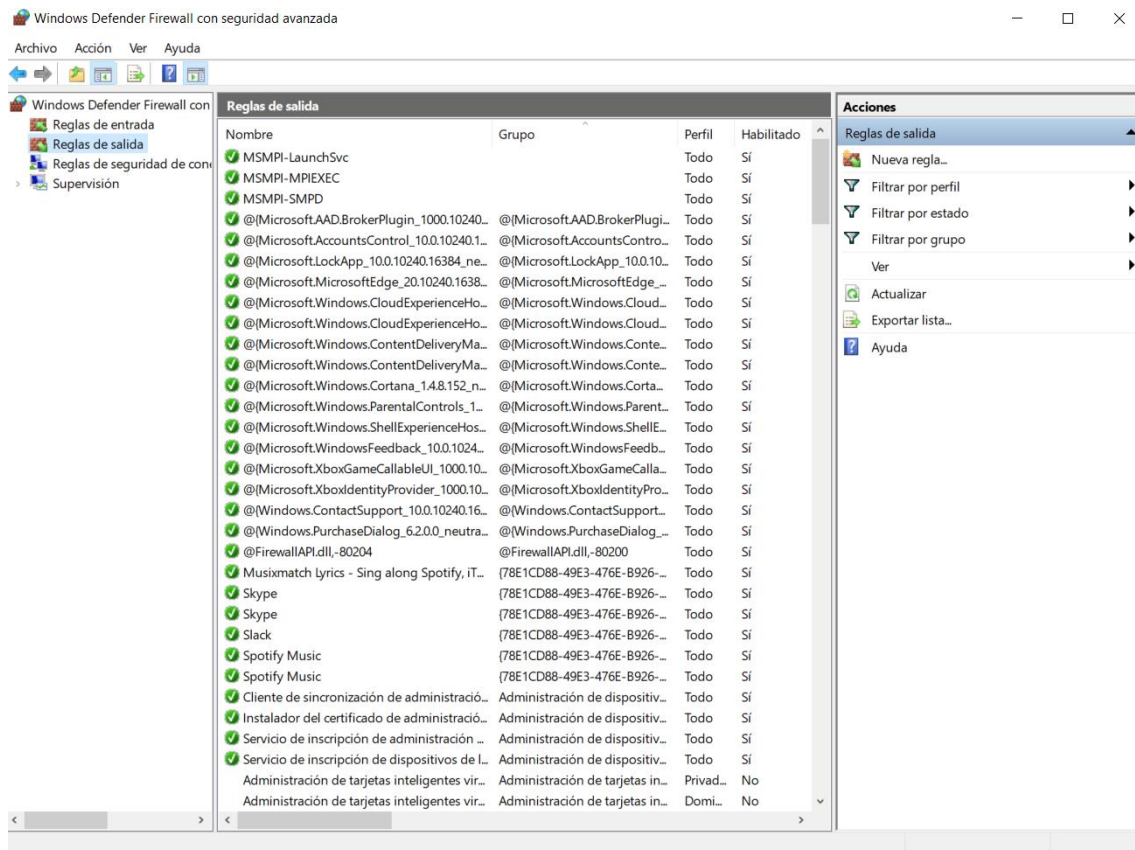 Windows Defender Firewall con seguridad avanzada
Archivo Acción Ver Ayuda
Windows Defender Firewall con
Reglas de entrada
Reglas de salida
Reglas de seguridad de con
Supervisión
Reglas de salida
Nombre Grupo Perfil Habilitado
MSMPI-LaunchSvc Todo Sí
MSMPI-MPIEXEC Todo Sí
MSMPI-SMPD Todo Sí
@{Microsoft.AAD.BrokerPlugin_1000.10240... @{Microsoft.AAD.BrokerPlugi... Todo Sí
@{Microsoft.AccountsControl_10.0.10240.1... @{Microsoft.AccountsContro... Todo Sí
@{Microsoft.LockApp_10.0.10240.16384_ne... @{Microsoft.LockApp_10.0.10... Todo Sí
@{Microsoft.MicrosoftEdge_20.10240.1638... @{Microsoft.MicrosoftEdge_... Todo Sí
@{Microsoft.Windows.CloudExperienceHo... @{Microsoft.Windows.Cloud... Todo Sí
@{Microsoft.Windows.CloudExperienceHo... @{Microsoft.Windows.Cloud... Todo Sí
@{Microsoft.Windows.ContentDeliveryMa... @{Microsoft.Windows.Conte... Todo Sí
@{Microsoft.Windows.ContentDeliveryMa... @{Microsoft.Windows.Conte... Todo Sí
@{Microsoft.Windows.Cortana_1.4.8.152_n... @{Microsoft.Windows.Corta... Todo Sí
@{Microsoft.Windows.ParentalControls_1... @{Microsoft.Windows.Parent... Todo Sí
@{Microsoft.Windows.ShellExperienceHos... @{Microsoft.Windows.ShellE... Todo Sí
@{Microsoft.WindowsFeedback_10.0.1024... @{Microsoft.WindowsFeedb... Todo Sí
@{Microsoft.XboxGameCallableUI_1000.10... @{Microsoft.XboxGameCalla... Todo Sí
@{Microsoft.XboxIdentityProvider_1000.10... @{Microsoft.XboxIdentityPro... Todo Sí
@{Windows.ContactSupport_10.0.10240.16... @{Windows.ContactSupport... Todo Sí
@{Windows.PurchaseDialog_6.2.0.0_neutra... @{Windows.PurchaseDialog_... Todo Sí
@FirewallAPI.dll,-80204 @FirewallAPI.dll,-80200 Todo Sí
Musixmatch Lyrics - Sing along Spotify, iT... {78E1CD88-49E3-476E-B926-... Todo Sí
Skype {78E1CD88-49E3-476E-B926-... Todo Sí
Skype {78E1CD88-49E3-476E-B926-... Todo Sí
Slack {78E1CD88-49E3-476E-B926-... Todo Sí
Spotify Music {78E1CD88-49E3-476E-B926-... Todo Sí
Spotify Music {78E1CD88-49E3-476E-B926-... Todo Sí
Cliente de sincronización de administració... Administración de dispositiv... Todo Sí
Instalador del certificado de administració... Administración de dispositiv... Todo Sí
Servicio de inscripción de administración ... Administración de dispositiv... Todo Sí
Servicio de inscripción de dispositivos de l... Administración de dispositiv... Todo Sí
Administración de tarjetas inteligentes vir... Administración de tarjetas in... Privad... No
Administración de tarjetas inteligentes vir... Administración de tarjetas in... Domi... No
Acciones
Reglas de salida
Nueva regla...
Filtrar por perfil
Filtrar por estado
Filtrar por grupo
Ver
Actualizar
Exportar lista...
Ayuda